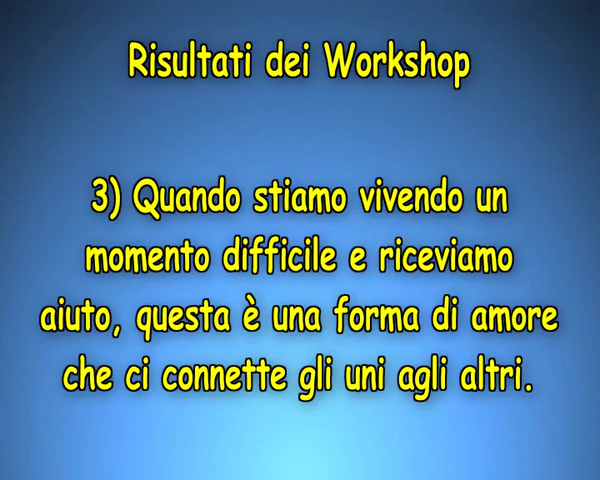 Risultati dei Workshop
3) Quando stiamo vivendo un
momento difficile e riceviamo
aiuto, questa è una forma di amore
che ci connette gli uni agli altri.